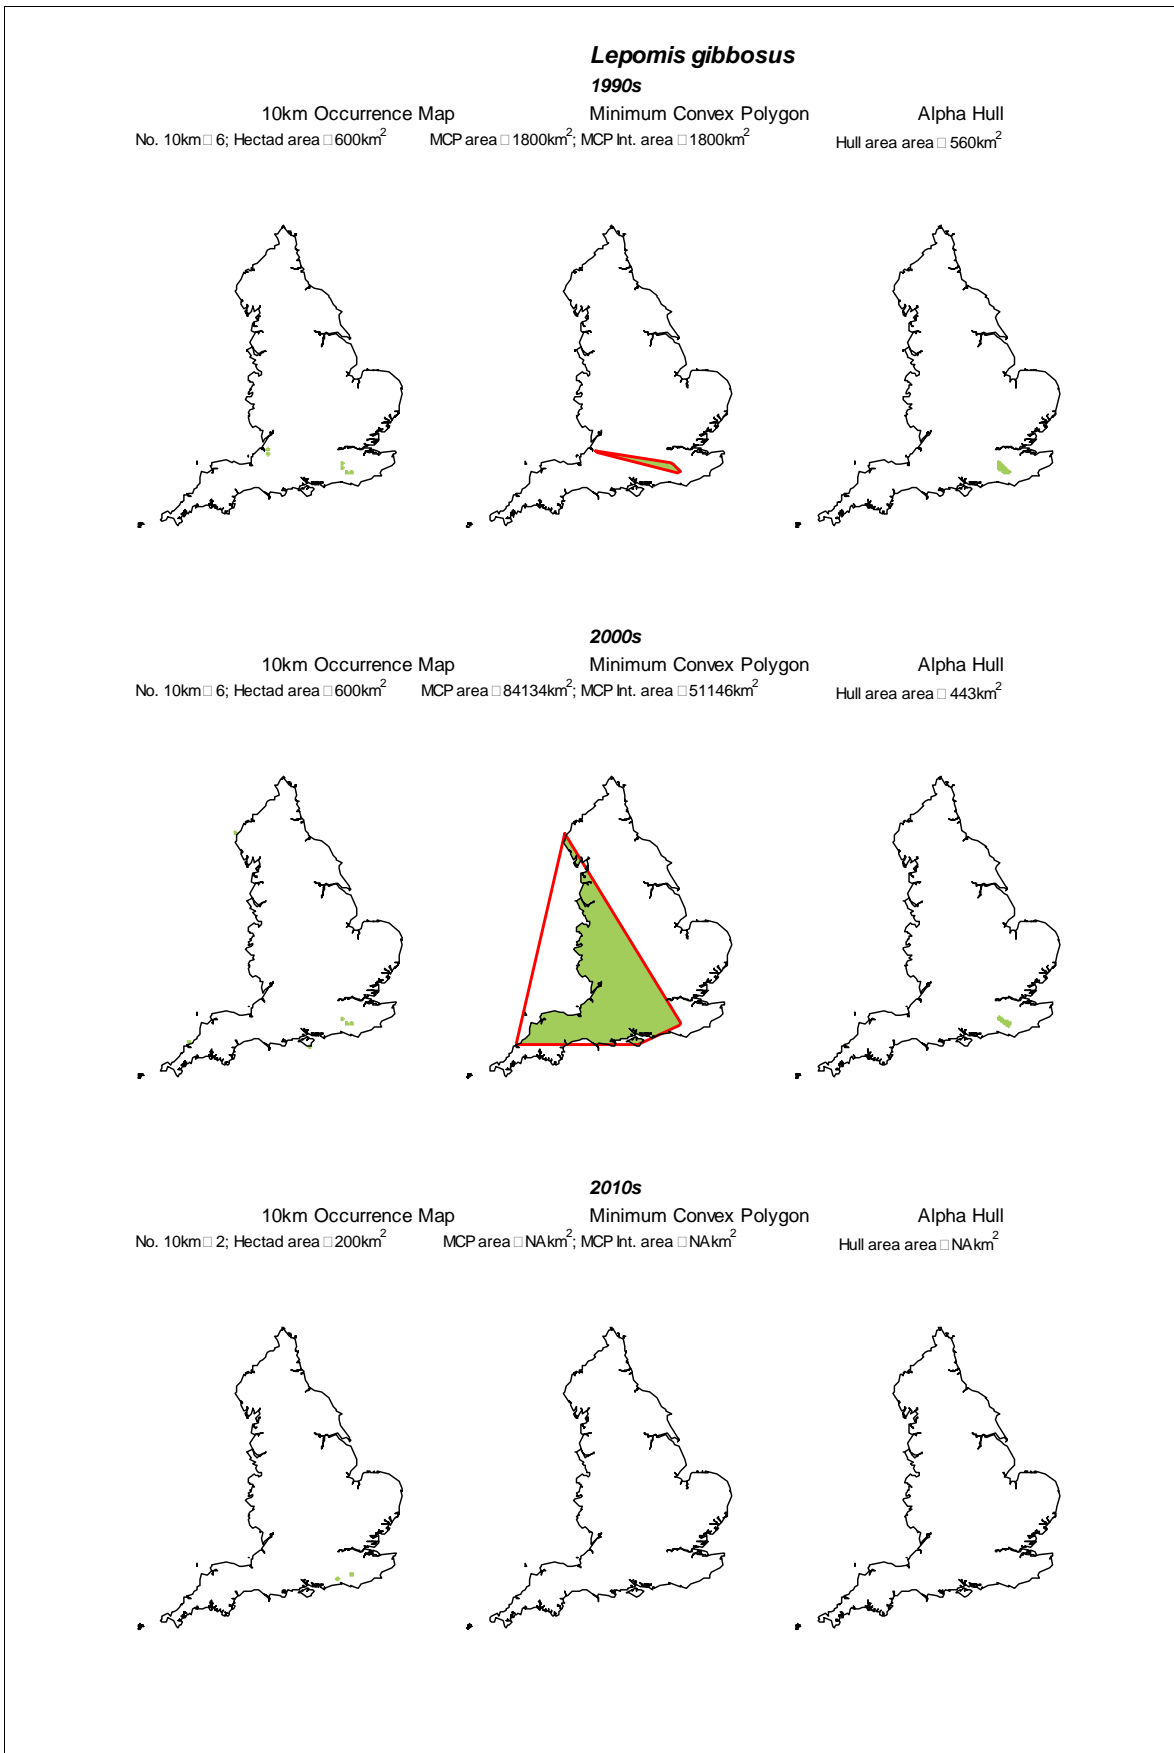 Lepomis gibbosus
1990s
10km Occurrence Map Minimum Convex Polygon Alpha Hull
No. 10km□6; Hectad area □600km² MCP area □1800km²; MCP Int. area □1800km² Hull area area □560km²
2000s
10km Occurrence Map Minimum Convex Polygon Alpha Hull
No. 10km□6; Hectad area □600km² MCP area □84134km²; MCP Int. area □51146km² Hull area area □443km²
2010s
10km Occurrence Map Minimum Convex Polygon Alpha Hull
No. 10km□2; Hectad area □200km² MCP area □NAkm²; MCP Int. area □NAkm² Hull area area □NAkm²